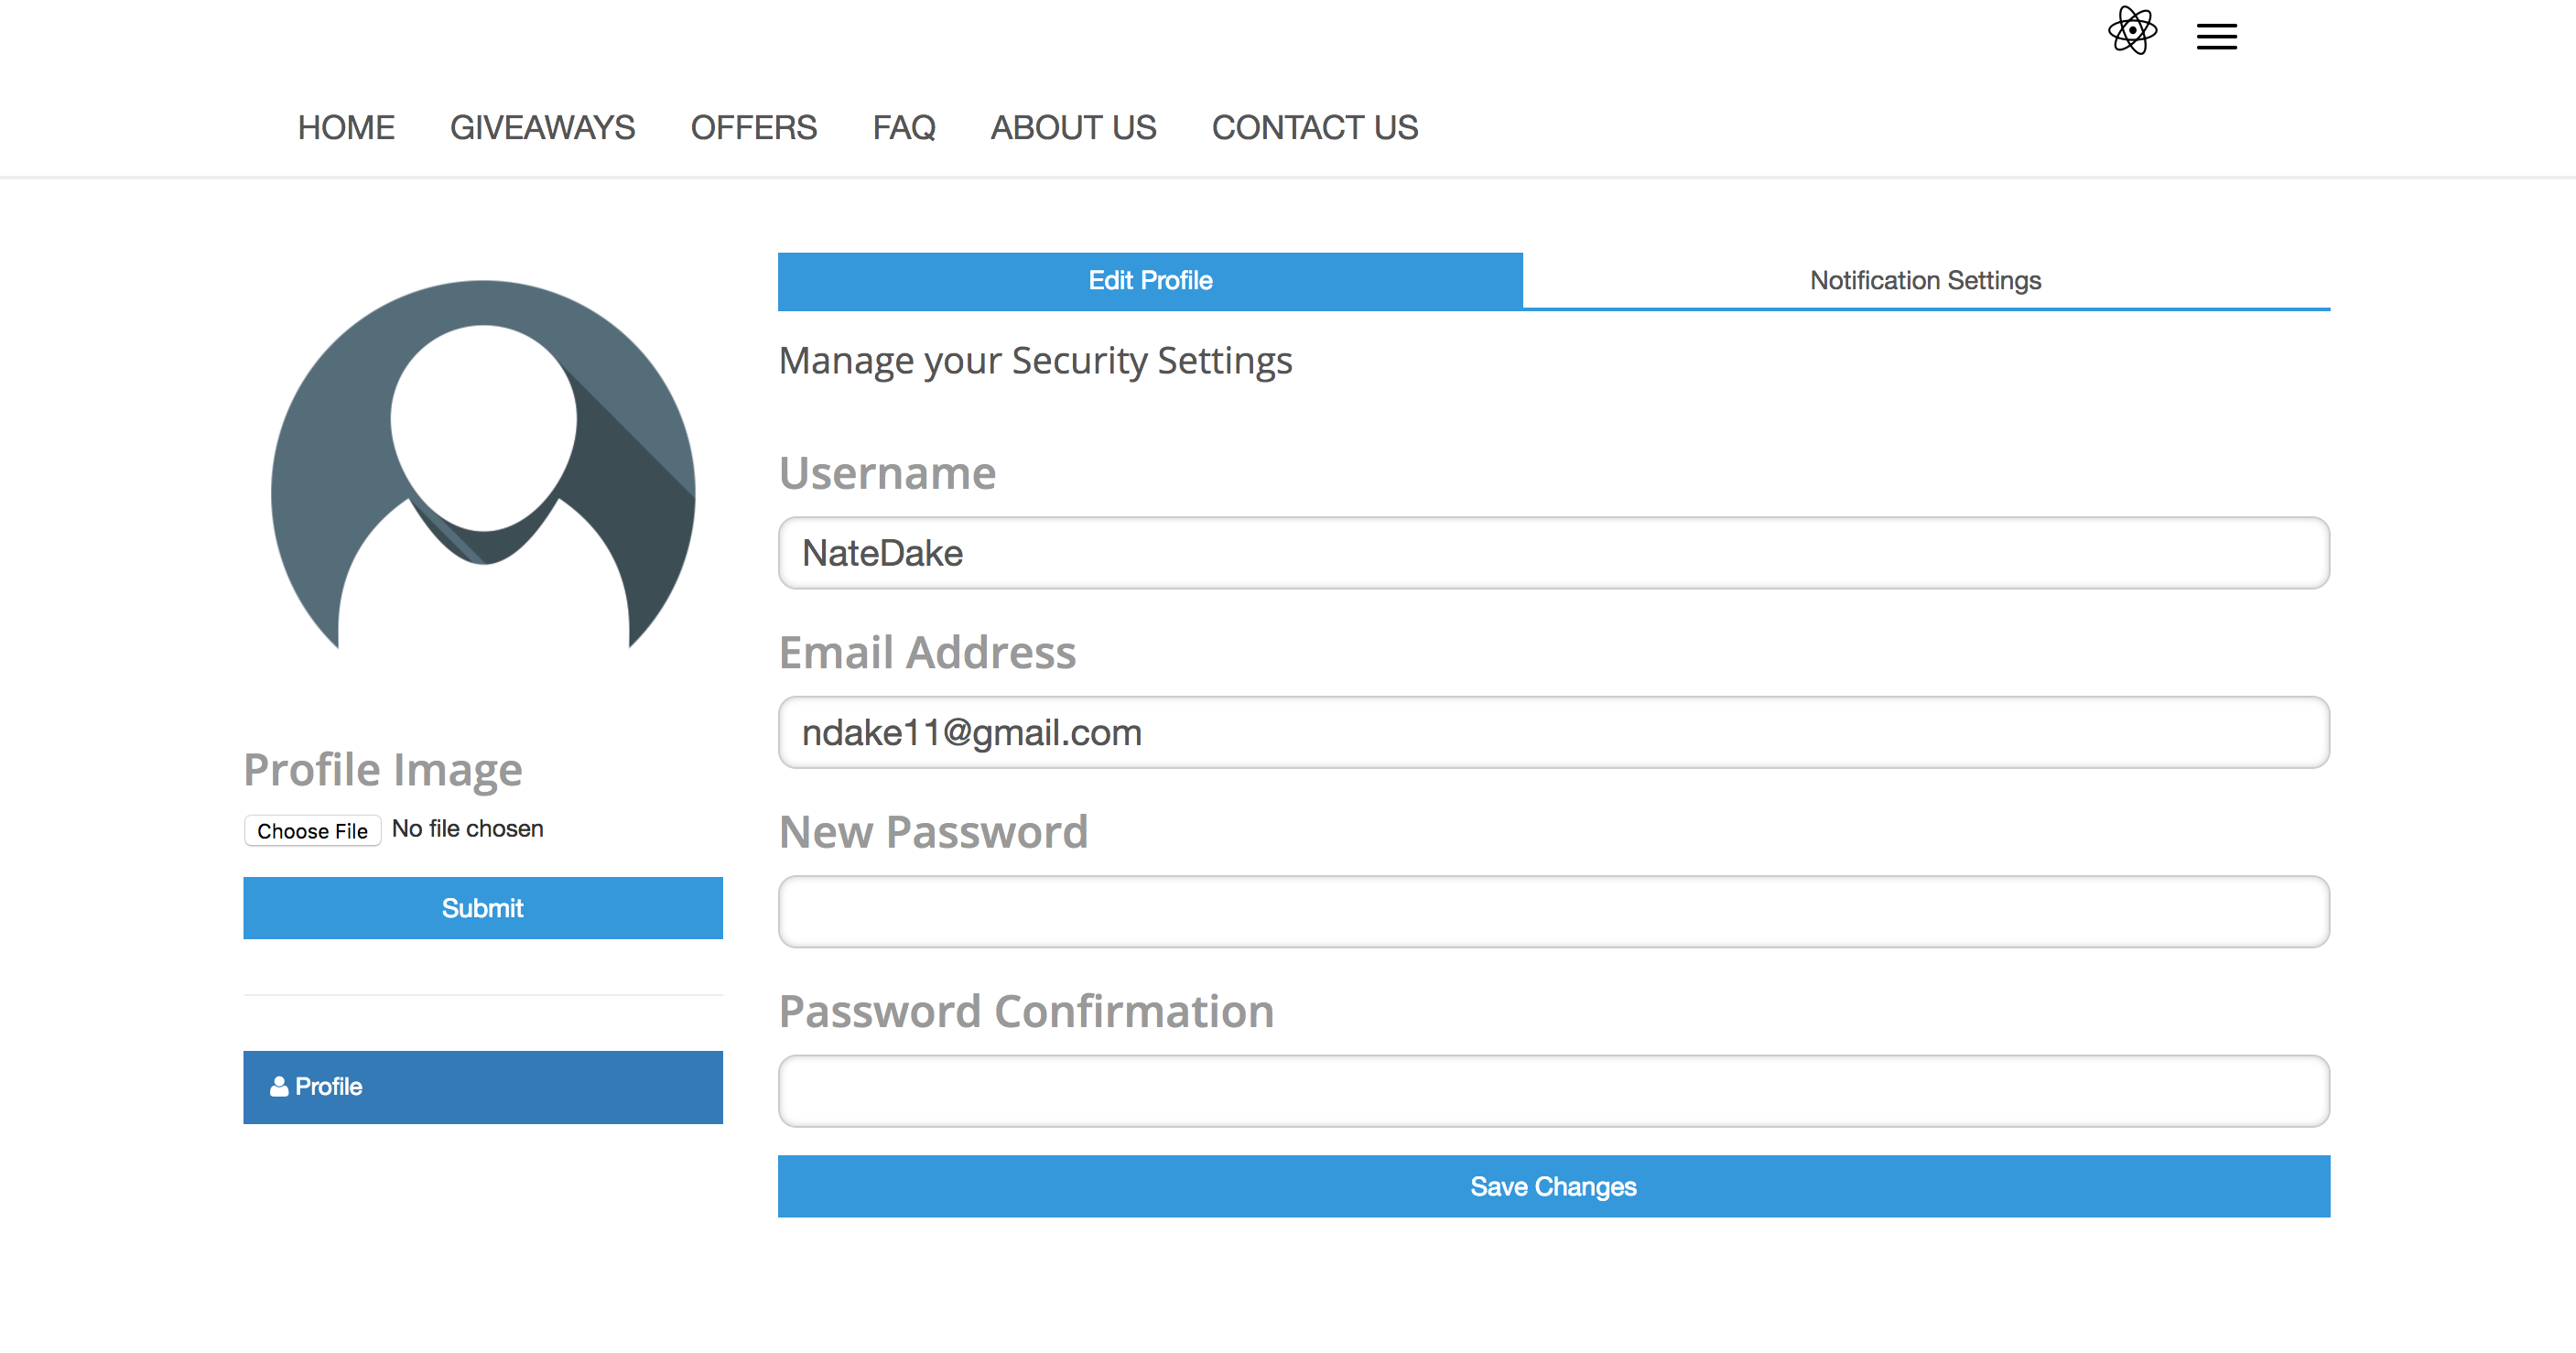 HOME GIVEAWAYS OFFERS FAQ ABOUT US CONTACT US
Edit Profile Notification Settings
Manage your Security Settings
Username
NateDake
Email Address
ndake11@gmail.com
New Password
Password Confirmation
Save Changes
Profile Image
Choose File No file chosen
Submit
Profile